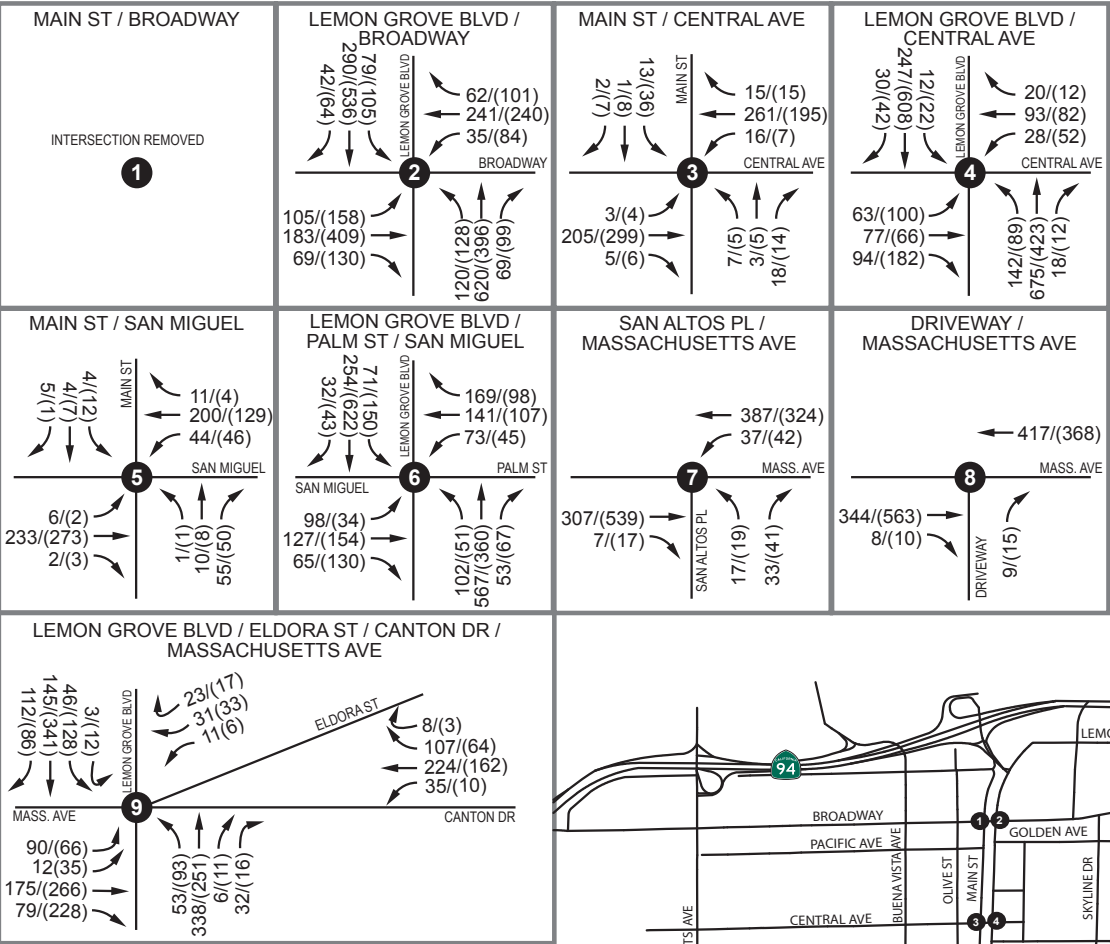 MAIN ST / BROADWAY
INTERSECTION REMOVED
1
LEMON GROVE BLVD /
BROADWAY
42/(64)
290/(536)
79/(105)
LEMON GROVE BLVD
62/(101)
241/(240)
35/(84)
BROADWAY
2
105/(158)
183/(409)
69/(130)
120/(128)
620/(396)
69/(99)
MAIN ST / CENTRAL AVE
2/(7)
1/(8)
13/(36)
MAIN ST
15/(15)
261/(195)
16/(7)
CENTRAL AVE
3
3/(4)
205/(299)
5/(6)
7/(5)
3/(5)
18/(14)
LEMON GROVE BLVD /
CENTRAL AVE
30/(42)
247/(608)
12/(22)
LEMON GROVE BLVD
20/(12)
93/(82)
28/(52)
CENTRAL AVE
4
63/(100)
77/(66)
94/(182)
142/(89)
675/(423)
18/(12)
MAIN ST / SAN MIGUEL
5/(1)
4/(7)
4/(12)
MAIN ST
11/(4)
200/(129)
44/(46)
SAN MIGUEL
5
6/(2)
233/(273)
2/(3)
1/(1)
10/(8)
55/(50)
LEMON GROVE BLVD /
PALM ST / SAN MIGUEL
32/(43)
254/(622)
71/(150)
LEMON GROVE BLVD
169/(98)
141/(107)
73/(45)
PALM ST
6
SAN MIGUEL
98/(34)
127/(154)
65/(130)
102/(51)
567/(360)
53/(67)
SAN ALTOS PL /
MASSACHUSETTS AVE
387/(324)
37/(42)
MASS. AVE
7
307/(539)
7/(17)
SAN ALTOS PL
17/(19)
33/(41)
DRIVEWAY /
MASSACHUSETTS AVE
417/(368)
MASS. AVE
8
344/(563)
8/(10)
DRIVEWAY
9/(15)
LEMON GROVE BLVD / ELDORA ST / CANTON DR /
MASSACHUSETTS AVE
112/(86)
145/(341)
46/(128)
3/(12)
LEMON GROVE BLVD
23/(17)
31(33)
11(6)
ELDORA ST
8/(3)
107/(64)
224/(162)
35/(10)
9
MASS. AVE
CANTON DR
90/(66)
12(35)
175/(266)
79/(228)
53/(93)
338/(251)
6/(11)
32/(16)
CALIFORNIA
94
LEMO
BROADWAY
1
2
GOLDEN AVE
PACIFIC AVE
BUENA VISTA AVE
OLIVE ST
MAIN ST
SKYLINE DR
CENTRAL AVE
3
4
TS AVE